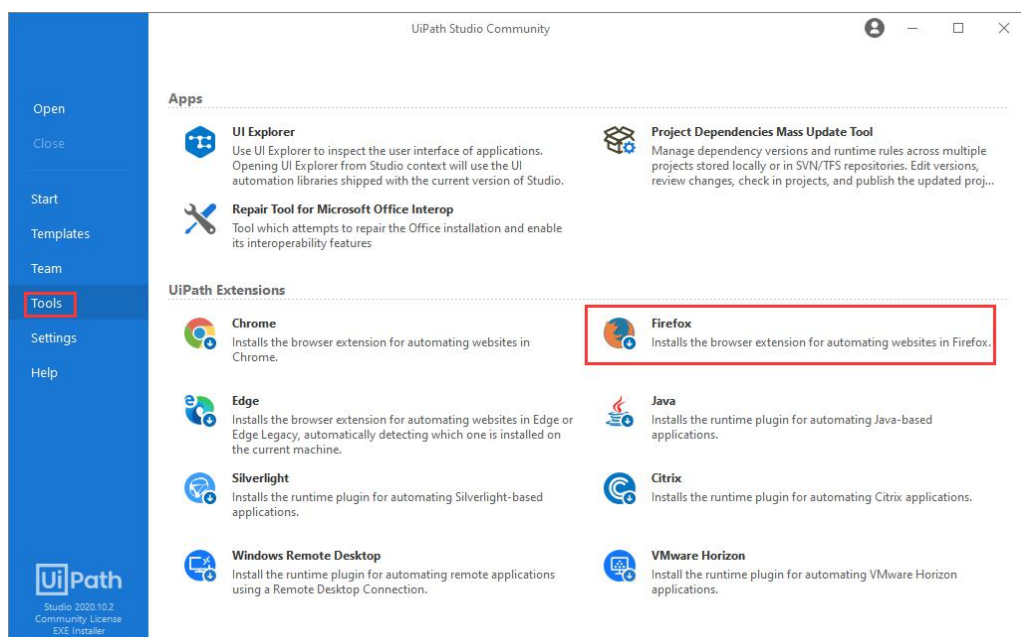 UiPath Studio Community
Open
Close
Start
Templates
Team
Tools
Settings
Help
UiPath
Studio 2020.10.2
Community License
EXE Installer
Apps
UI Explorer
Use UI Explorer to inspect the user interface of applications.
Opening UI Explorer from Studio context will use the UI
automation libraries shipped with the current version of Studio.
Project Dependencies Mass Update Tool
Manage dependency versions and runtime rules across multiple
projects stored locally or in SVN/TFS repositories. Edit versions,
review changes, check in projects, and publish the updated proj...
Repair Tool for Microsoft Office Interop
Tool which attempts to repair the Office installation and enable
its interoperability features
UiPath Extensions
Chrome
Installs the browser extension for automating websites in
Chrome.
Firefox
Installs the browser extension for automating websites in Firefox.
Edge
Installs the browser extension for automating websites in Edge or
Edge Legacy, automatically detecting which one is installed on
the current machine.
Java
Installs the runtime plugin for automating Java-based
applications.
Silverlight
Installs the runtime plugin for automating Silverlight-based
applications.
Citrix
Installs the runtime plugin for automating Citrix applications.
Windows Remote Desktop
Install the runtime plugin for automating remote applications
using a Remote Desktop Connection.
VMware Horizon
Install the runtime plugin for automating VMware Horizon
applications.